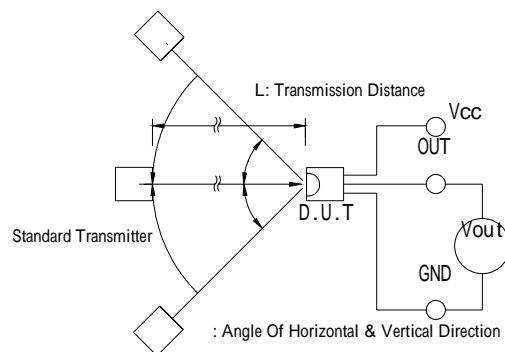 L: Transmission Distance
Vcc
OUT
D.U.T
Standard Transmitter
Vout
GND
: Angle Of Horizontal & Vertical Direction